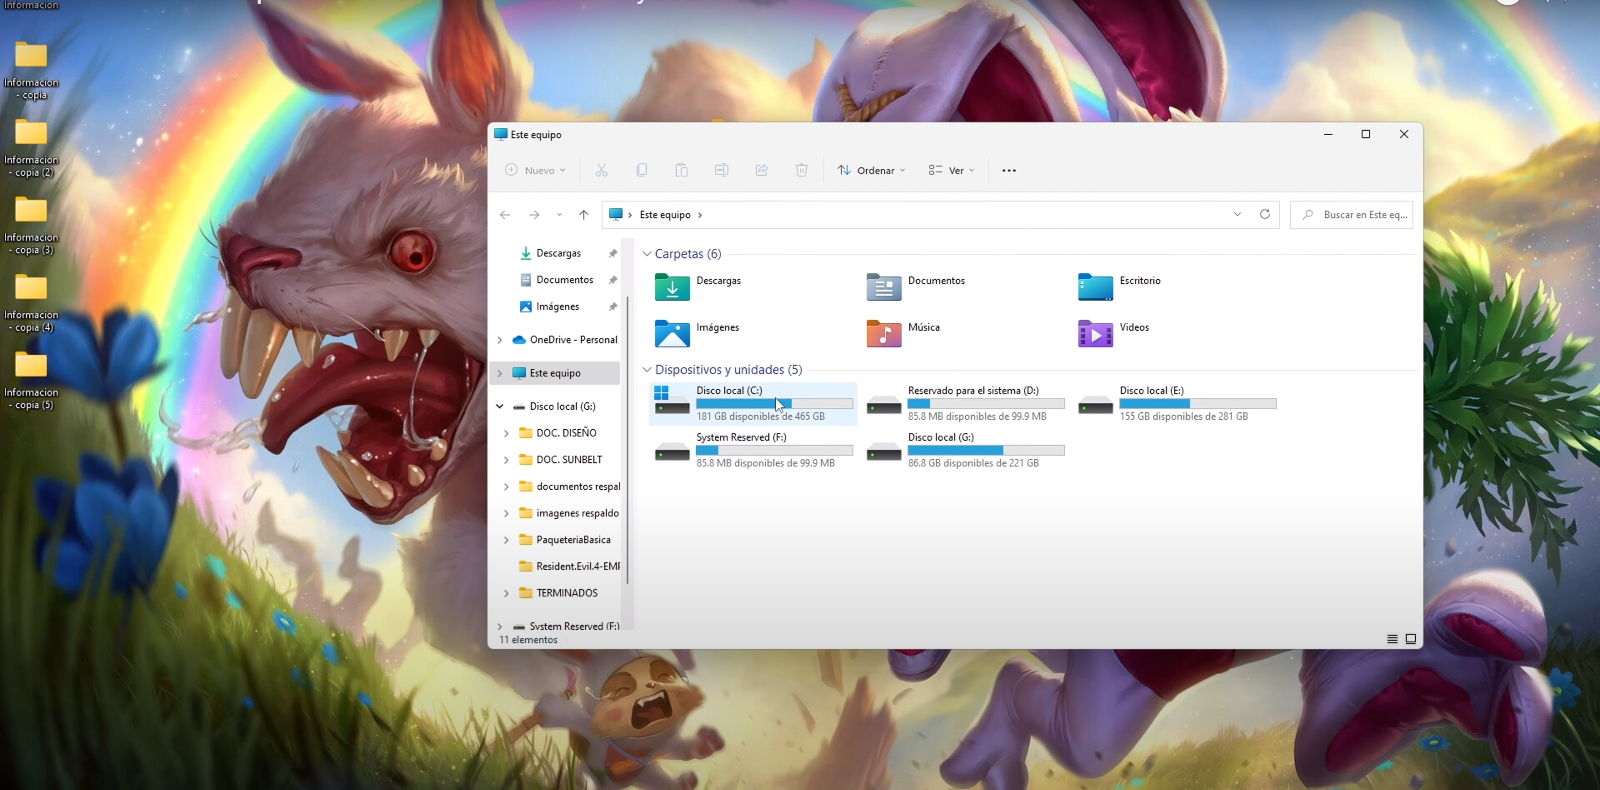 Informacion
Informacion
- copia
Informacion
- copia (2)
Informacion
- copia (3)
Informacion
- copia (4)
Informacion
- copia (5)
Este equipo
Nuevo
Ordenar
Ver
Este equipo
Buscar en Este eq...
Descargas
Documentos
Imágenes
OneDrive - Personal
Este equipo
Disco local (G:)
DOC. DISEÑO
DOC. SUNBELT
documentos respal
imagenes respaldo
PaqueteriaBasica
Resident.Evil.4-EMP
TERMINADOS
System Reserved (F:)
11 elementos
Carpetas (6)
Descargas
Documentos
Escritorio
Imágenes
Música
Videos
Dispositivos y unidades (5)
Disco local (C:)
181 GB disponibles de 465 GB
Reservado para el sistema (D:)
85.8 MB disponibles de 99.9 MB
Disco local (E:)
155 GB disponibles de 281 GB
System Reserved (F:)
85.8 MB disponibles de 99.9 MB
Disco local (G:)
86.8 GB disponibles de 221 GB